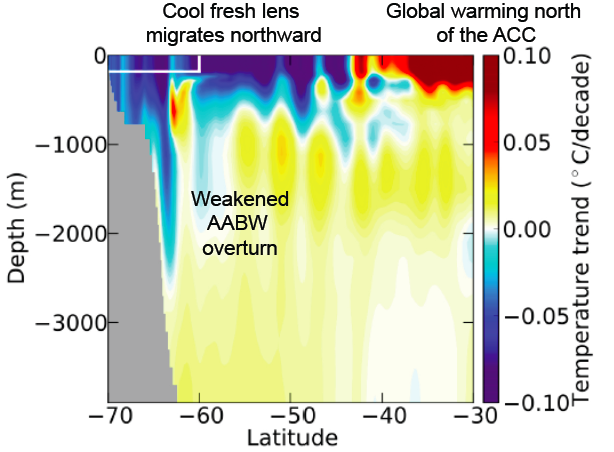 Cool fresh lens
migrates northward
Global warming north
of the ACC
0
−1000
−2000
−3000
Depth (m)
Weakened
AABW
overturn
−70
−60
−50
−40
−30
Latitude
0.10
0.05
0.00
−0.05
−0.10
Temperature trend (°C/decade)